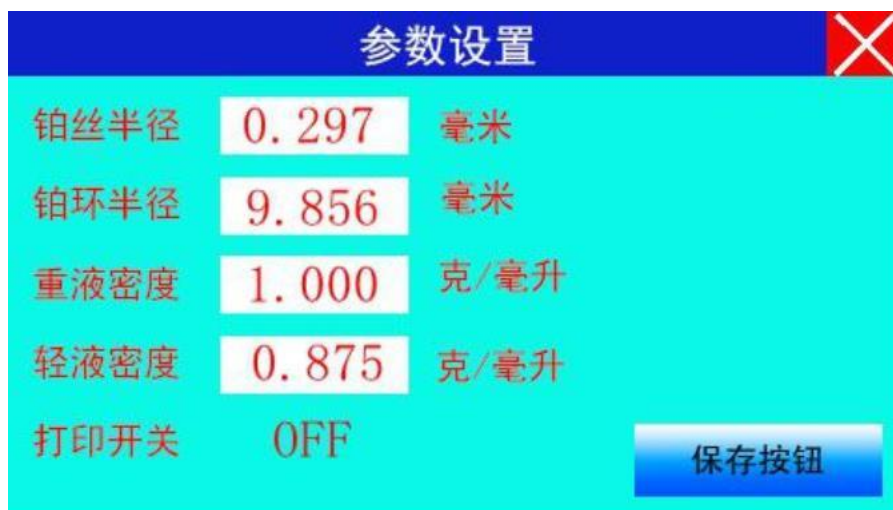 参数设置
铂丝半径 0.297 毫米
铂环半径 9.856 毫米
重液密度 1.000 克/毫升
轻液密度 0.875 克/毫升
打印开关 OFF
保存按钮